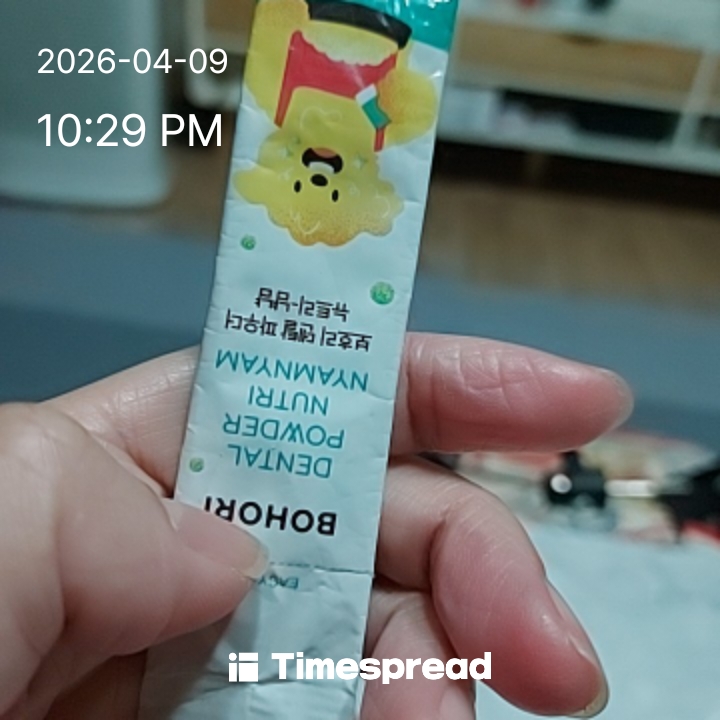 2026-04-09
10:29 PM
EASY
BOHORI
DENTAL
POWDER
NUTRI
NYAMNYAM
보호리 덴탈 파우더
뉴트리-냠냠
Timespread